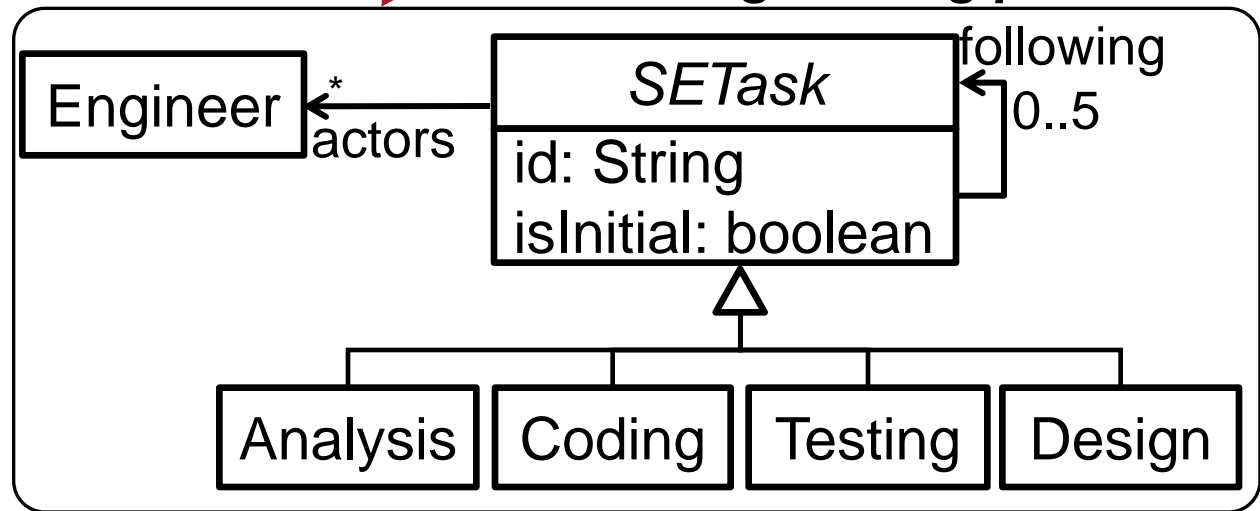 following
SETask
*
Engineer
0..5
actors
id: String
isInitial: boolean
Analysis
Coding
Testing
Design